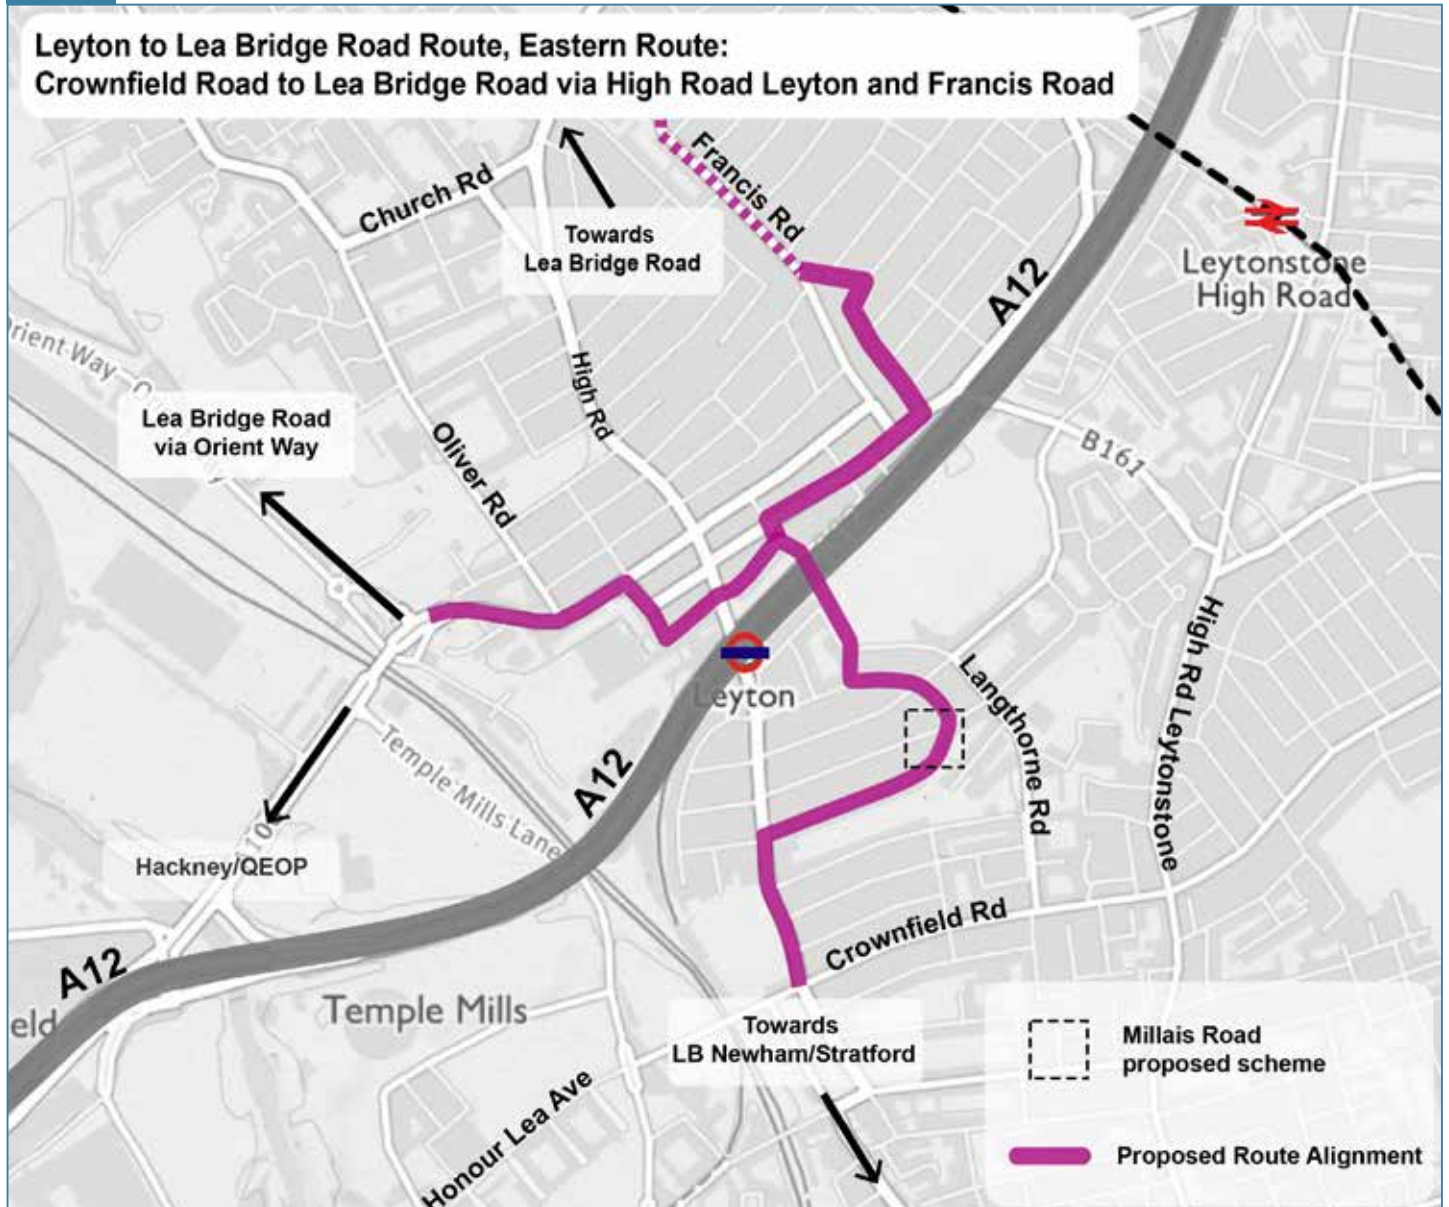 Leyton to Lea Bridge Road Route, Eastern Route:
Crownfield Road to Lea Bridge Road via High Road Leyton and Francis Road
Francis Rd
Church Rd
Towards
Lea Bridge Road
A12
Leytonstone
High Road
Orient Way
High Rd
Lea Bridge Road
via Orient Way
Oliver Rd
B161
High Rd Leytonstone
Leyton
Langthorne Rd
Temple Mills Lane
A12
Hackney/QEOP
Crownfield Rd
A12
Temple Mills
eld
Towards
LB Newham/Stratford
Honour Lea Ave
Millais Road
proposed scheme
Proposed Route Alignment